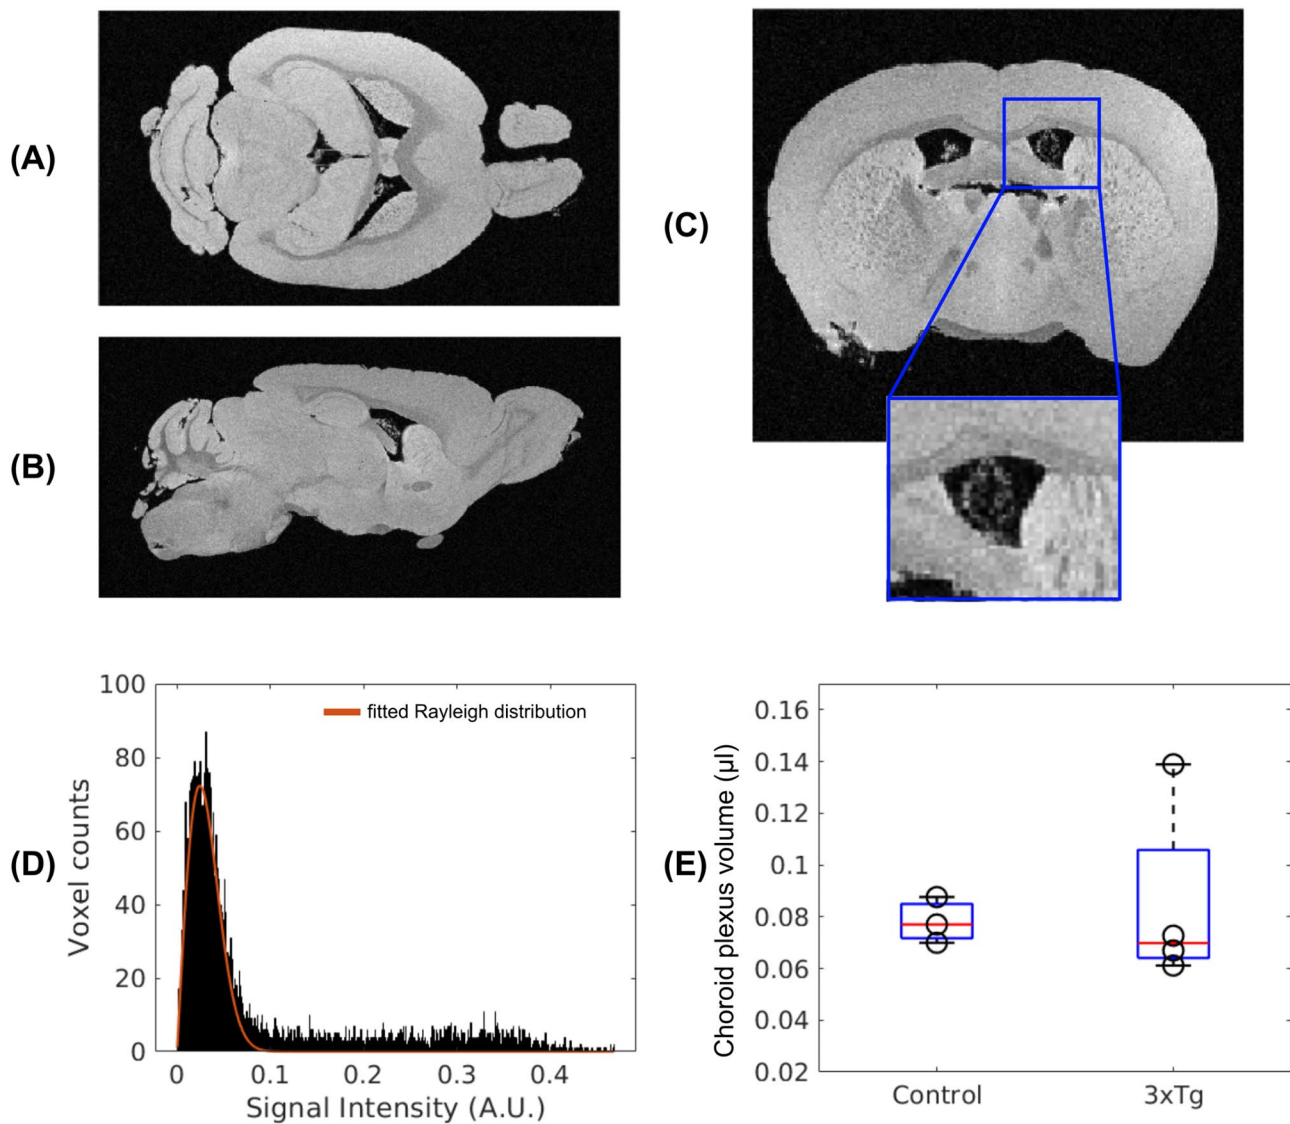 (A)
(B)
(C)
(D)
100
80
60
40
20
0
Voxel counts
fitted Rayleigh distribution
0 0.1 0.2 0.3 0.4
Signal Intensity (A.U.)
(E)
0.16
0.14
0.12
0.1
0.08
0.06
0.04
0.02
Choroid plexus volume (µl)
Control 3xTg